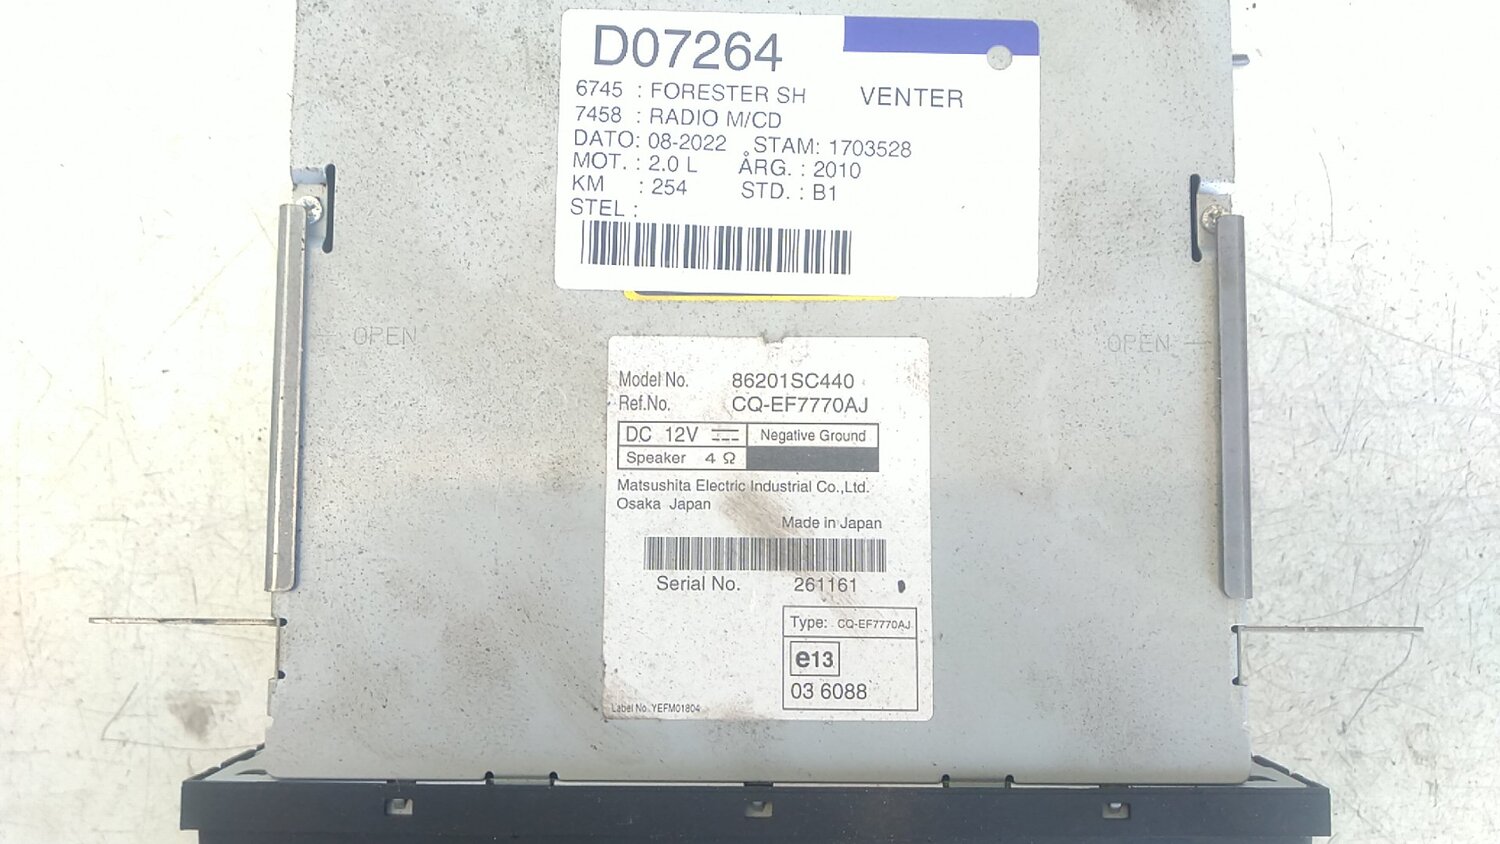 D07264
6745 : FORESTER SH VENTER
7458 : RADIO M/CD
DATO: 08-2022 STAM: 1703528
MOT. : 2.0 L ÅRG. : 2010
KM : 254 STD. : B1
STEL :
OPEN OPEN
Model No. 86201SC440
Ref.No. CQ-EF7770AJ
DC 12V Negative Ground
Speaker 4 Ω
Matsushita Electric Industrial Co.,Ltd.
Osaka Japan
Made in Japan
Serial No. 261161
Type: CQ-EF7770AJ
e13
03 6088
Label No. YEFM01804